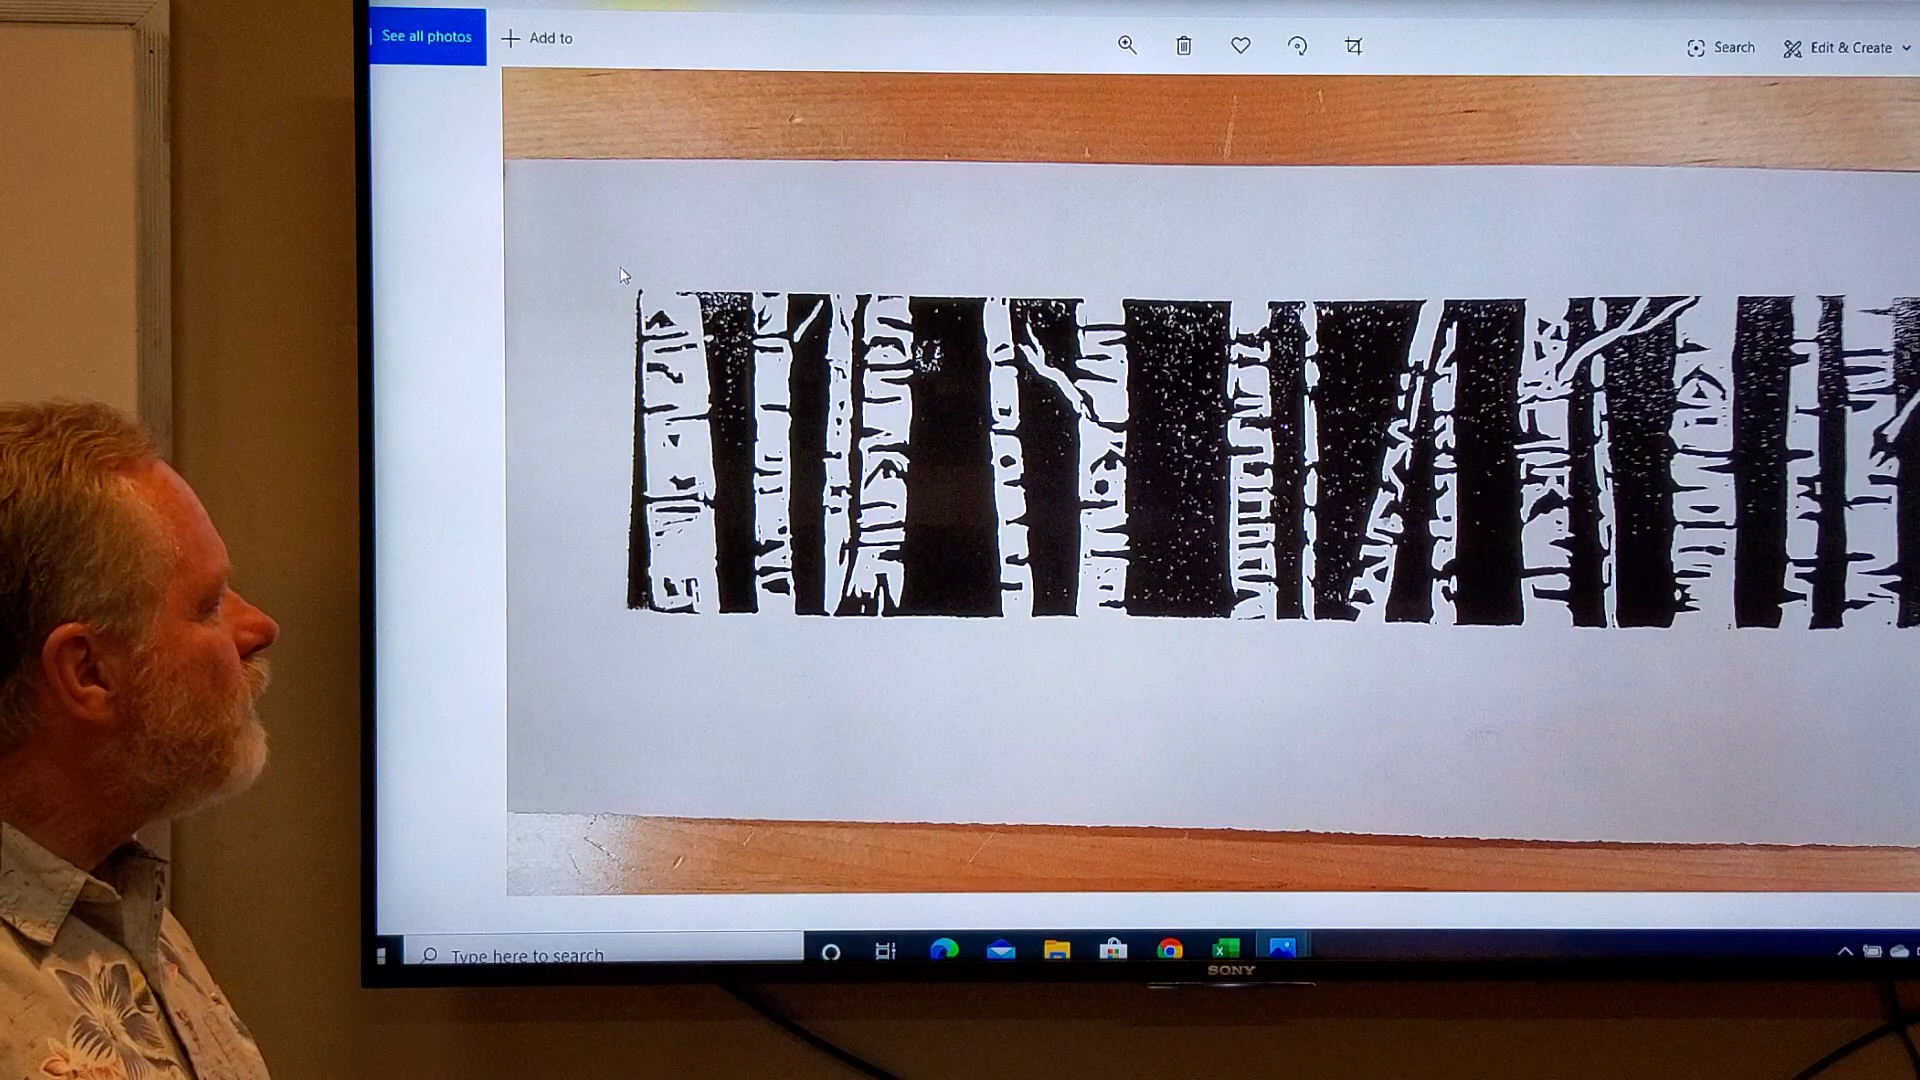 See all photos
Add to
Search
Edit & Create
Type here to search
SONY